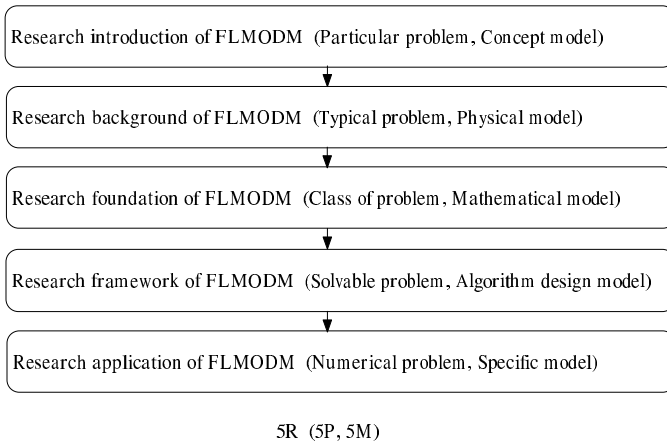 Research introduction of FLMODM (Particular problem, Concept model)
Research background of FLMODM (Typical problem, Physical model)
Research foundation of FLMODM (Class of problem, Mathematical model)
Research framework of FLMODM (Solvable problem, Algorithm design model)
Research application of FLMODM (Numerical problem, Specific model)
5R (5P, 5M)